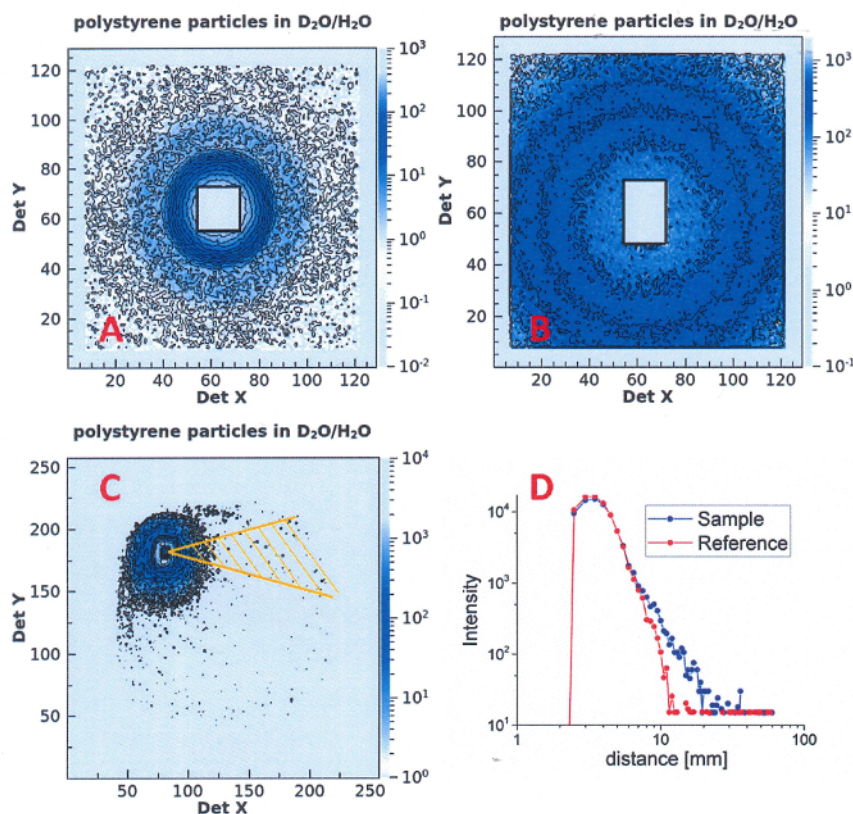 polystyrene particles in D₂O/H₂O
120
100
80
60
40
20
Det Y
A
20 40 60 80 100 120
Det X
10³
10²
10¹
10⁰
10⁻¹
10⁻²
polystyrene particles in D₂O/H₂O
120
100
80
60
40
20
Det Y
B
20 40 60 80 100 120
Det X
10³
10²
10¹
10⁰
10⁻¹
polystyrene particles in D₂O/H₂O
250
200
150
100
50
Det Y
C
50 100 150 200 250
Det X
10⁴
10³
10²
10¹
10⁰
D
Sample
Reference
10⁴
10³
10²
10¹
Intensity
1 10 100
distance [mm]